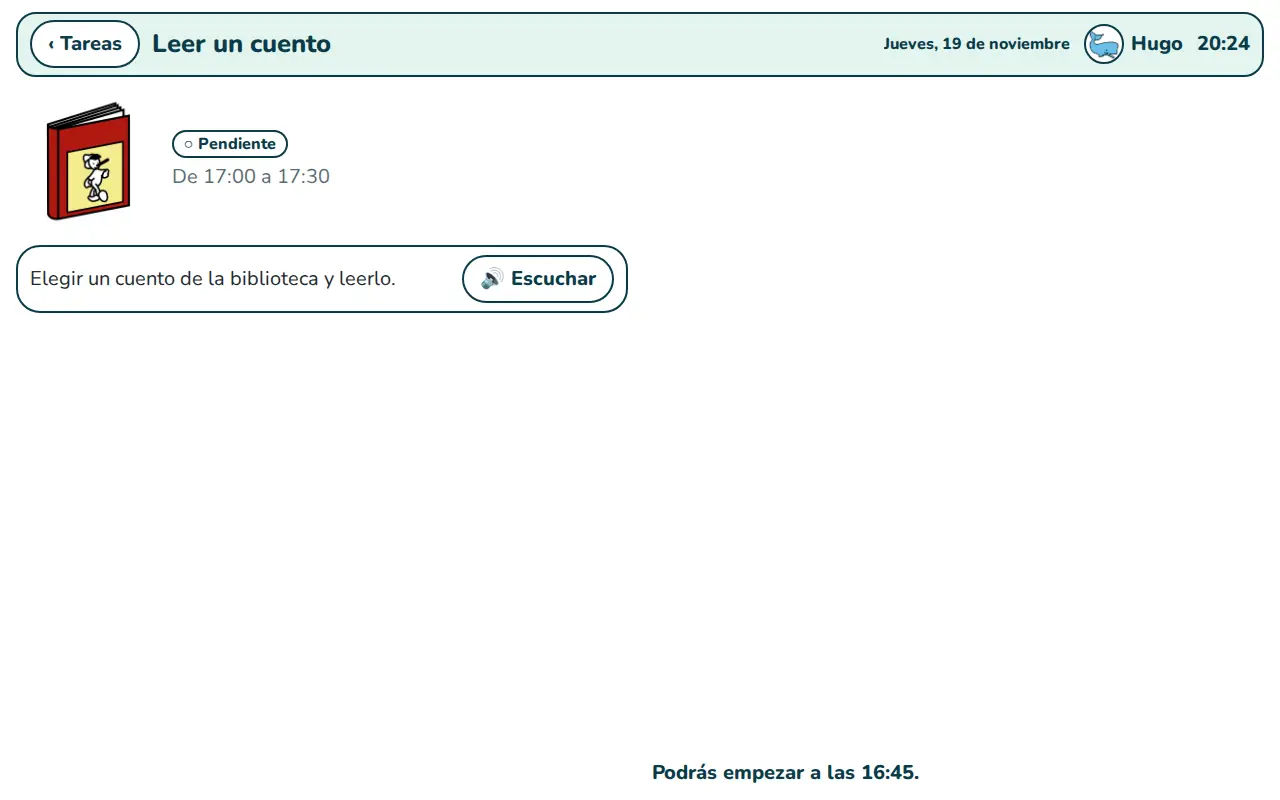 ‹ Tareas
Leer un cuento
Jueves, 19 de noviembre
Hugo
20:24
○ Pendiente
De 17:00 a 17:30
Elegir un cuento de la biblioteca y leerlo.
Escuchar
Podrás empezar a las 16:45.